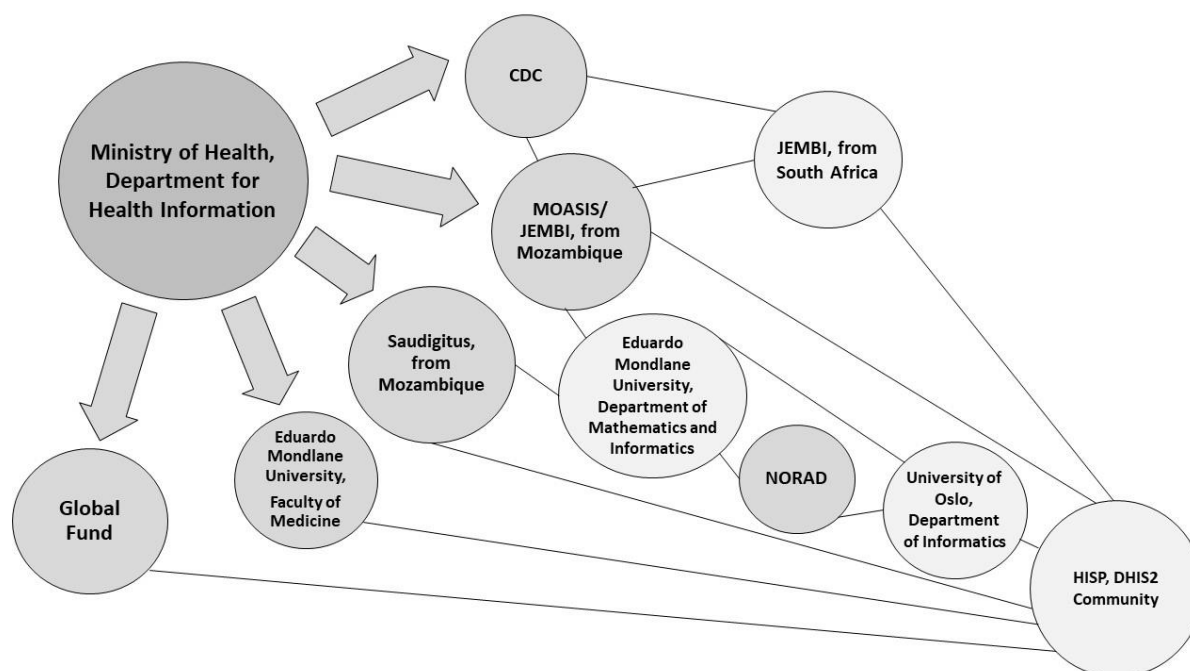 CDC
Ministry of Health,
Department for
Health Information
JEMBI, from
South Africa
MOASIS/
JEMBI, from
Mozambique
Saudigitus,
from
Mozambique
Eduardo
Mondlane
University,
Department of
Mathematics and
Informatics
Eduardo
Mondlane
University,
Faculty of
Medicine
Global
Fund
NORAD
University of
Oslo,
Department
of Informatics
HISP, DHIS2
Community